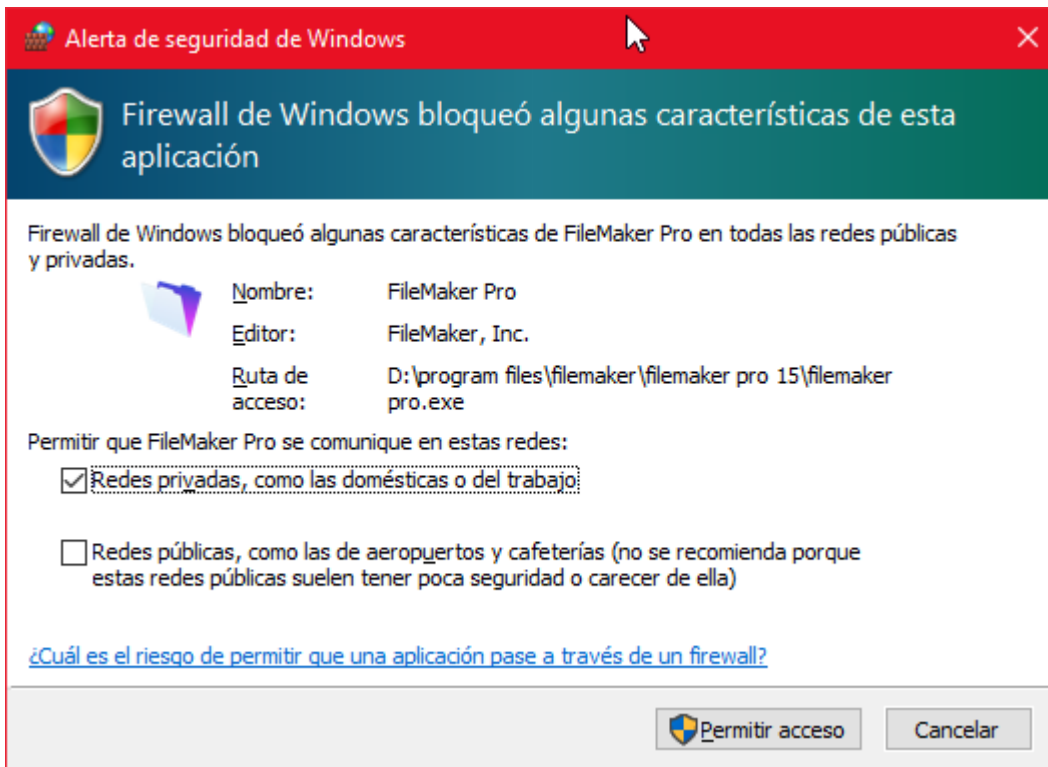 Alerta de seguridad de Windows
Firewall de Windows bloqueó algunas características de esta
aplicación
Firewall de Windows bloqueó algunas características de FileMaker Pro en todas las redes públicas
y privadas.
Nombre: FileMaker Pro
Editor: FileMaker, Inc.
Ruta de D:\program files\filemaker\filemaker pro 15\filemaker
acceso: pro.exe
Permitir que FileMaker Pro se comunique en estas redes:
Redes privadas, como las domésticas o del trabajo
Redes públicas, como las de aeropuertos y cafeterías (no se recomienda porque
estas redes públicas suelen tener poca seguridad o carecer de ella)
¿Cuál es el riesgo de permitir que una aplicación pase a través de un firewall?
Permitir acceso Cancelar